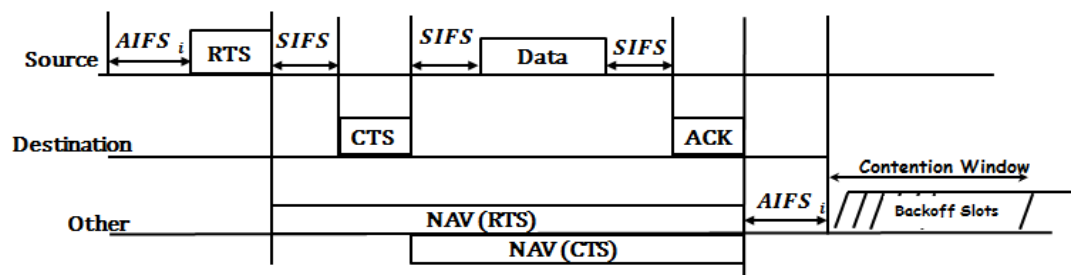 AIFS i RTS SIFS SIFS Data SIFS
Source
CTS ACK
Destination
Contention Window
AIFS i Backoff Slots
Other NAV (RTS)
NAV (CTS)